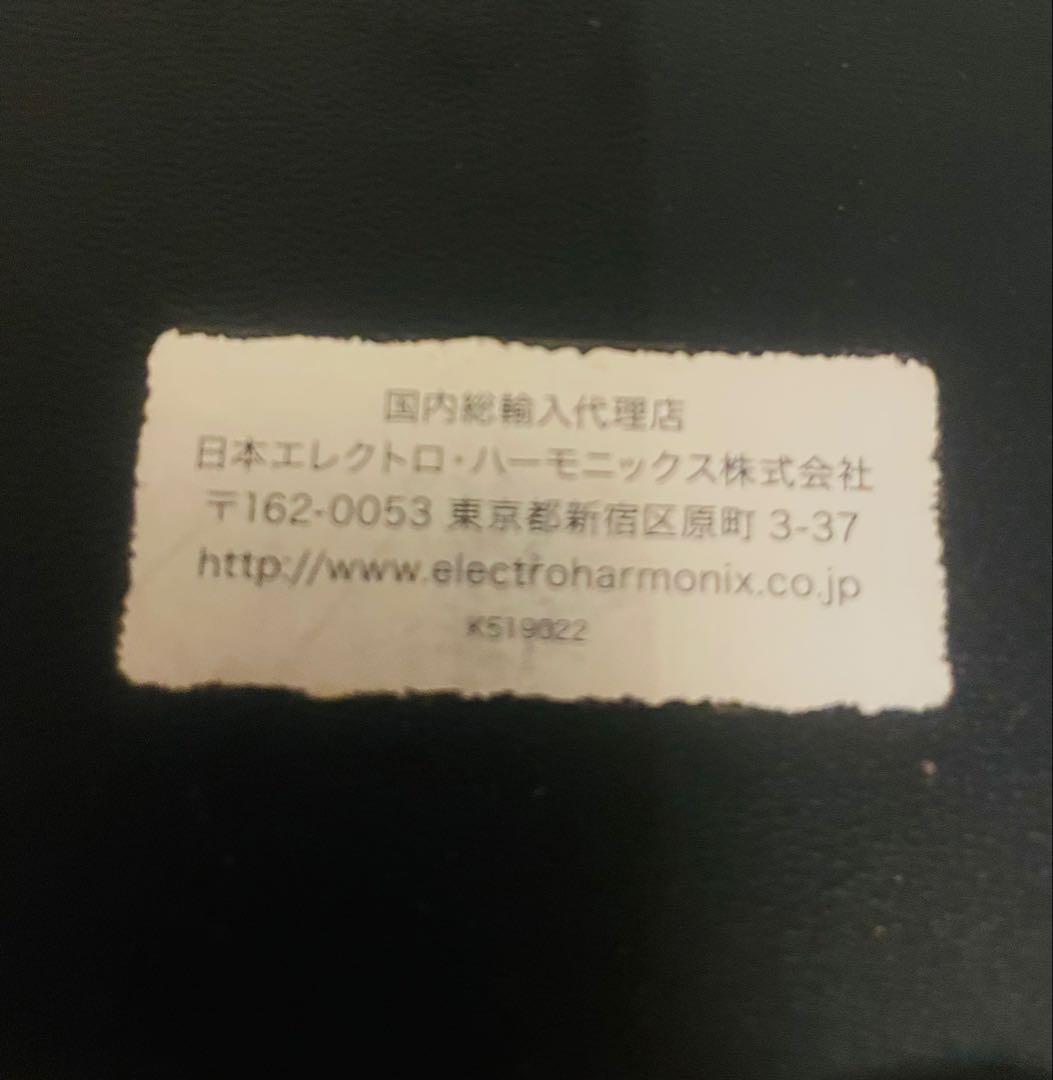 国内総輸入代理店
日本エレクトロ・ハーモニックス株式会社
〒162-0053 東京都新宿区原町 3-37
http://www.electroharmonix.co.jp
K519022